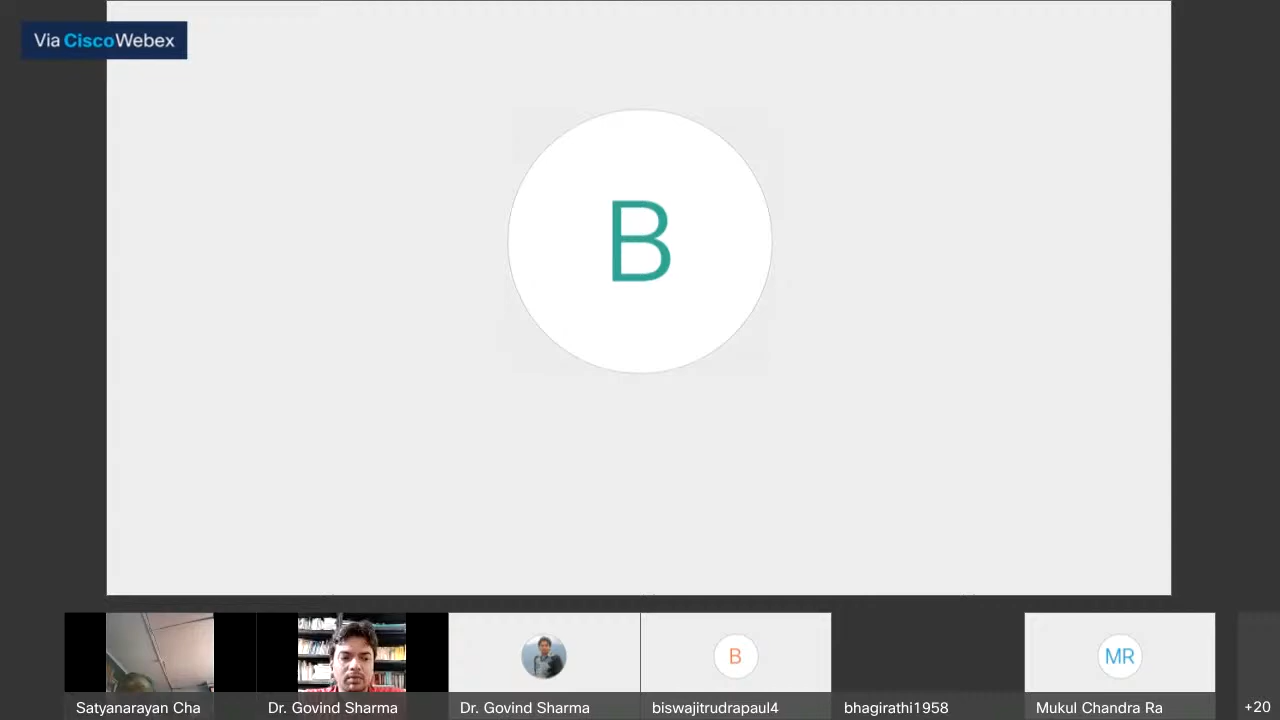 Via CiscoWebex
B
B
MR
Satyanarayan Cha
Dr. Govind Sharma
Dr. Govind Sharma
biswajitrudrapaul4
bhagirathi1958
Mukul Chandra Ra
+20